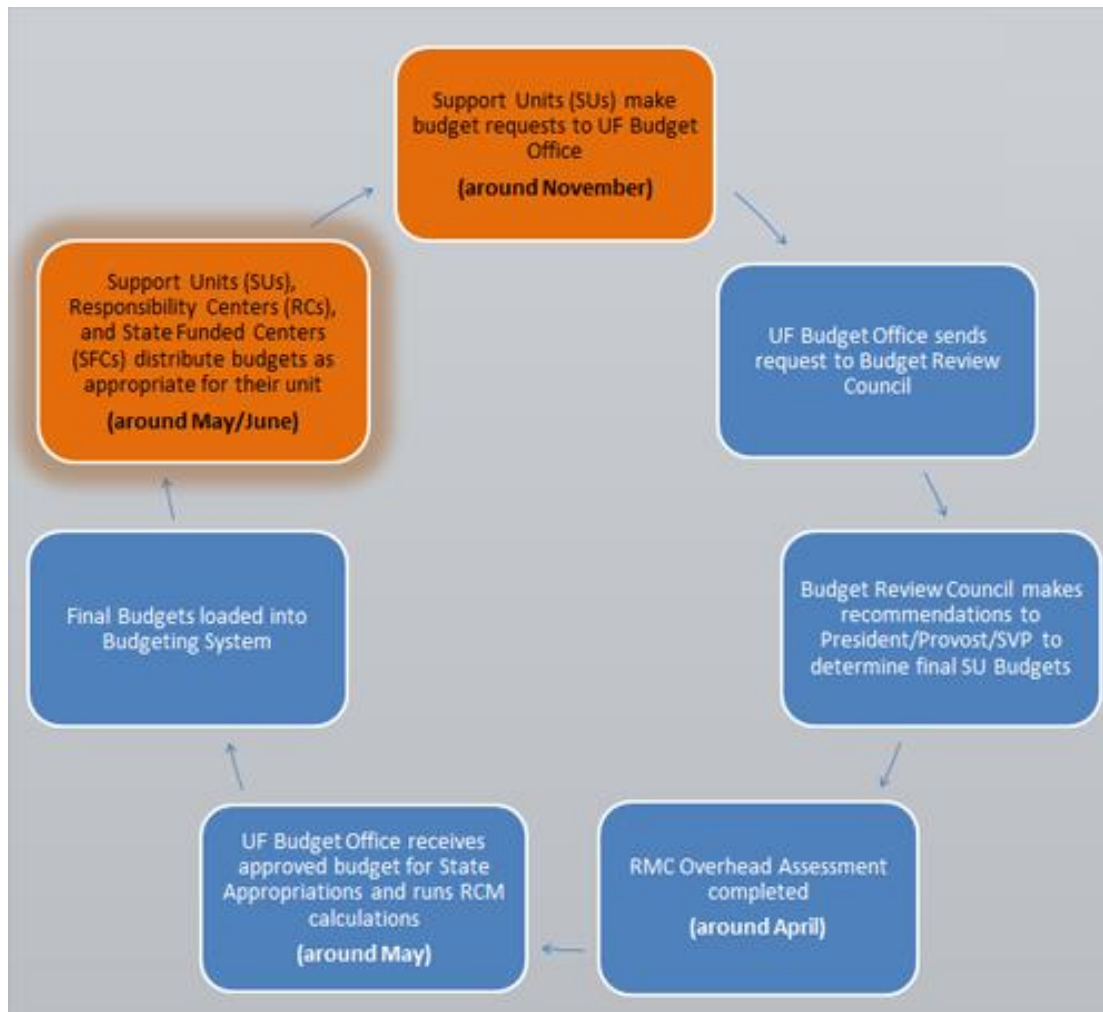 Support Units (SUs) make
budget requests to UF Budget
Office
(around November)
UF Budget Office sends
request to Budget Review
Council
Budget Review Council makes
recommendations to
President/Provost/SVP to
determine final SU Budgets
RMC Overhead Assessment
completed
(around April)
UF Budget Office receives
approved budget for State
Appropriations and runs RCM
calculations
(around May)
Final Budgets loaded into
Budgeting System
Support Units (SUs),
Responsibility Centers (RCs),
and State Funded Centers
(SFCs) distribute budgets as
appropriate for their unit
(around May/June)